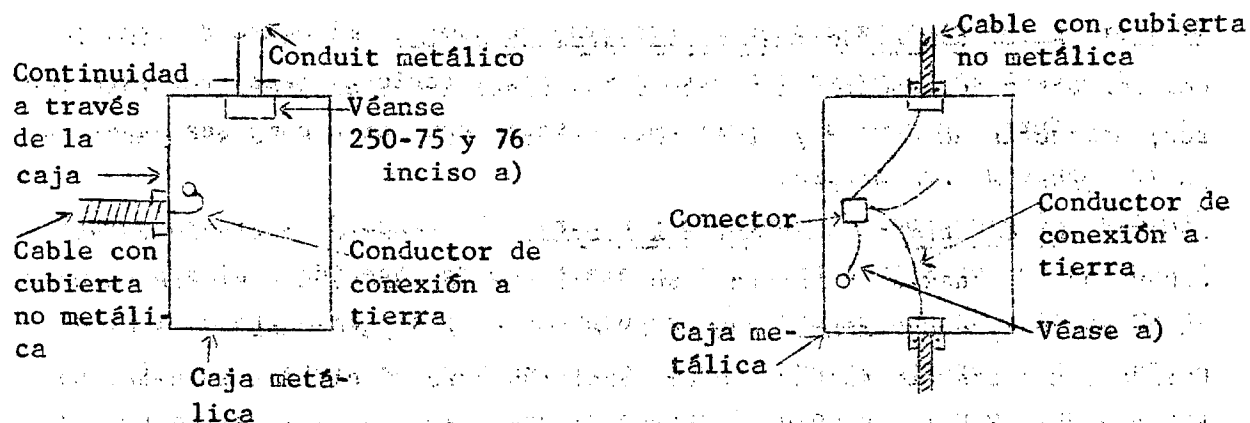 Conduit metálico
Continuidad
a través
de la
caja
Véanse
250-75 y 76
inciso a)
Cable con
cubierta
no metáli-
ca
Conductor de
conexión a
tierra
Caja metá-
lica
Cable con cubierta
no metálica
Conector
Conductor de
conexión a
tierra
Caja me-
tálica
Véase a)